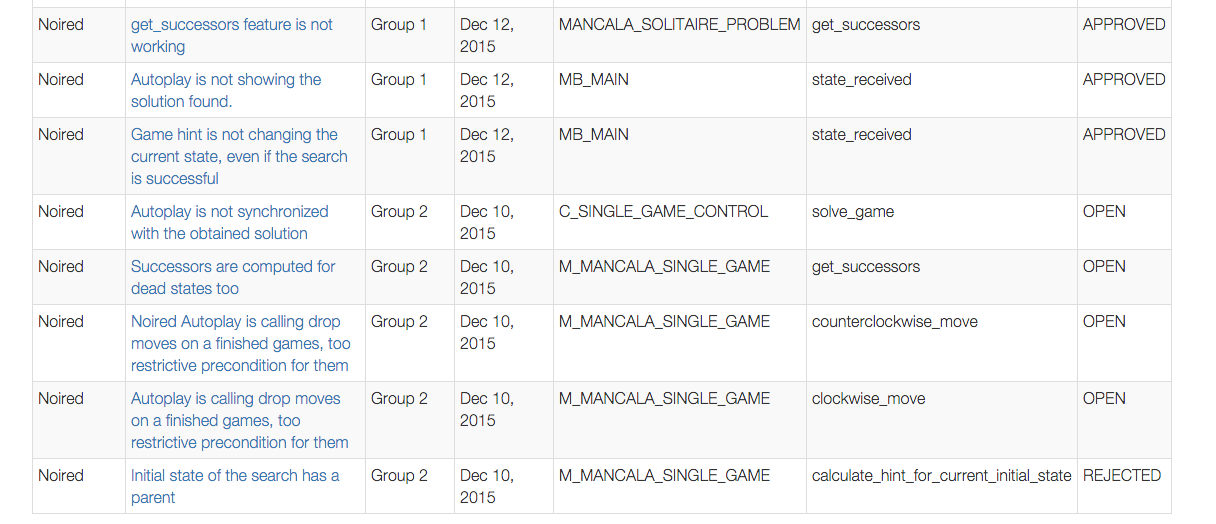 Noired get_successors feature is not Group 1 Dec 12, MANCALA_SOLITAIRE_PROBLEM get_successors APPROVED
working 2015
Noired Autoplay is not showing the Group 1 Dec 12, MB_MAIN state_received APPROVED
solution found. 2015
Noired Game hint is not changing the Group 1 Dec 12, MB_MAIN state_received APPROVED
current state, even if the search 2015
is successful
Noired Autoplay is not synchronized Group 2 Dec 10, C_SINGLE_GAME_CONTROL solve_game OPEN
with the obtained solution 2015
Noired Successors are computed for Group 2 Dec 10, M_MANCALA_SINGLE_GAME get_successors OPEN
dead states too 2015
Noired Noired Autoplay is calling drop Group 2 Dec 10, M_MANCALA_SINGLE_GAME counterclockwise_move OPEN
moves on a finished games, too 2015
restrictive precondition for them
Noired Autoplay is calling drop moves Group 2 Dec 10, M_MANCALA_SINGLE_GAME clockwise_move OPEN
on a finished games, too 2015
restrictive precondition for them
Noired Initial state of the search has a Group 2 Dec 10, M_MANCALA_SINGLE_GAME calculate_hint_for_current_initial_state REJECTED
parent 2015